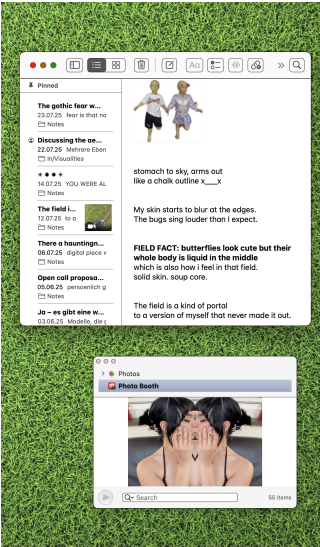 Aa
Pinned
The gothic fear w...
23.07.25 fear is that no
Notes
Discussing the ae...
22.07.25 Mehrere Eben
In/Visualities
14.07.25 YOU WERE AL
Notes
The field i...
12.07.25 to a
Notes
There a hauntingn...
06.07.25 digital piece w
Notes
Open call proposa...
05.06.25 persoenlich g
Notes
Ja – es gibt eine w...
03.06.25 Modelle, die g
stomach to sky, arms out
like a chalk outline x___x
My skin starts to blur at the edges.
The bugs sing louder than I expect.
FIELD FACT: butterflies look cute but their
whole body is liquid in the middle
which is also how i feel in that field.
solid skin. soup core.
The field is a kind of portal
to a version of myself that never made it out.
Photos
Photo Booth
Search
55 items